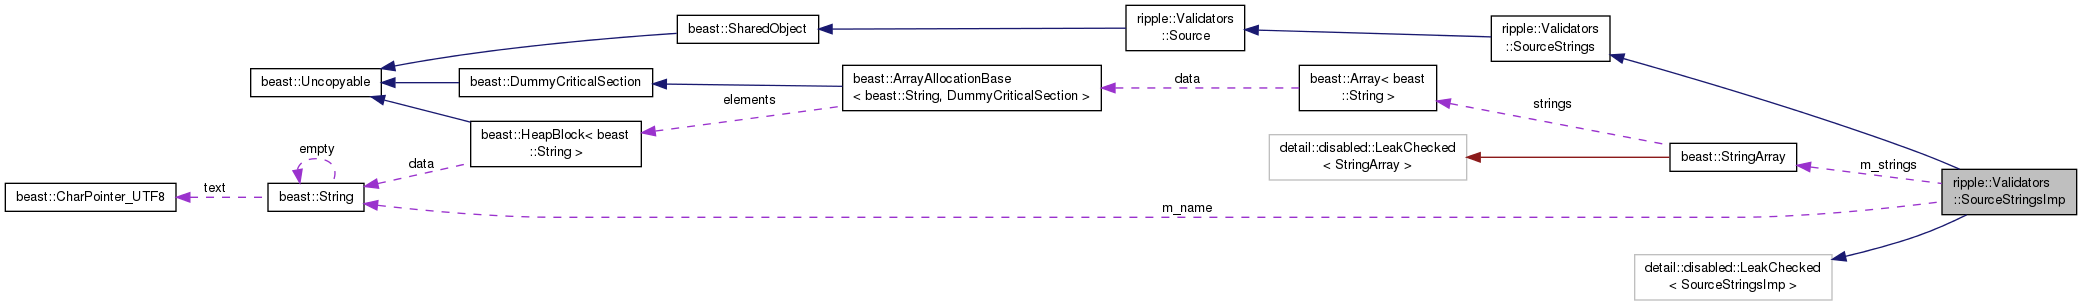 beast::SharedObject
ripple::Validators
::Source
ripple::Validators
::SourceStrings
beast::Uncopyable
beast::DummyCriticalSection
beast::ArrayAllocationBase
< beast::String, DummyCriticalSection >
data
beast::Array< beast
::String >
elements
strings
beast::HeapBlock< beast
::String >
detail::disabled::LeakChecked
< StringArray >
beast::StringArray
empty
data
m_strings
beast::CharPointer_UTF8
text
beast::String
m_name
ripple::Validators
::SourceStringsImp
detail::disabled::LeakChecked
< SourceStringsImp >